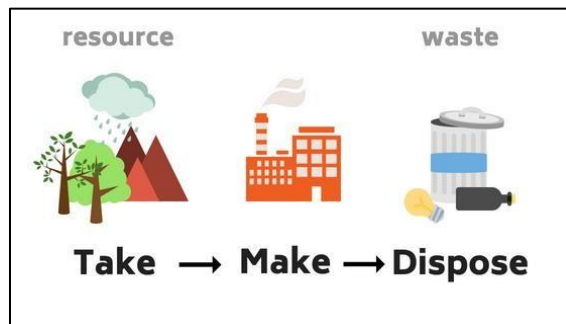 resource waste
Take → Make → Dispose